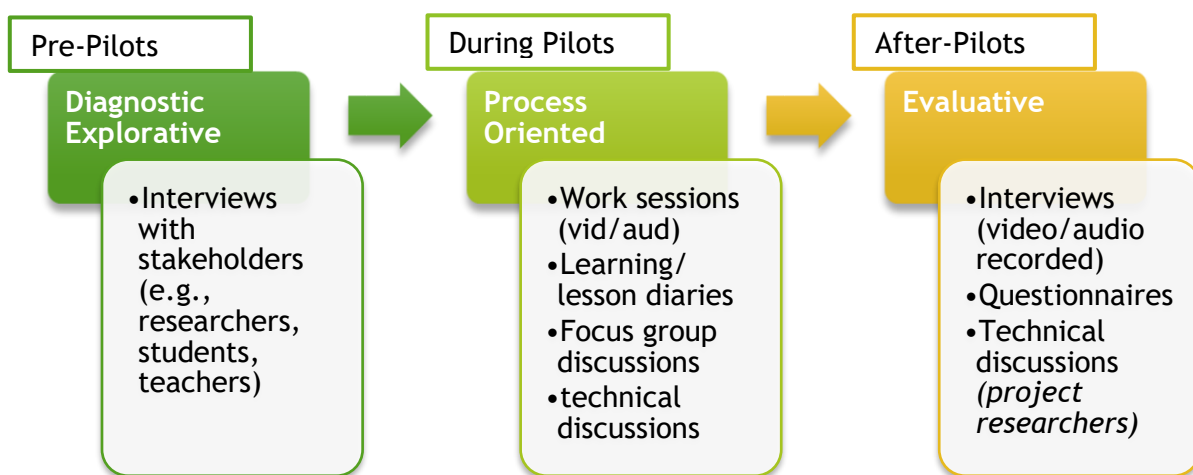 Pre-Pilots
Diagnostic
Explorative
•Interviews
with
stakeholders
(e.g.,
researchers,
students,
teachers)
During Pilots
Process
Oriented
•Work sessions
(vid/aud)
•Learning/
lesson diaries
•Focus group
discussions
•technical
discussions
After-Pilots
Evaluative
•Interviews
(video/audio
recorded)
•Questionnaires
•Technical
discussions
(project
researchers)